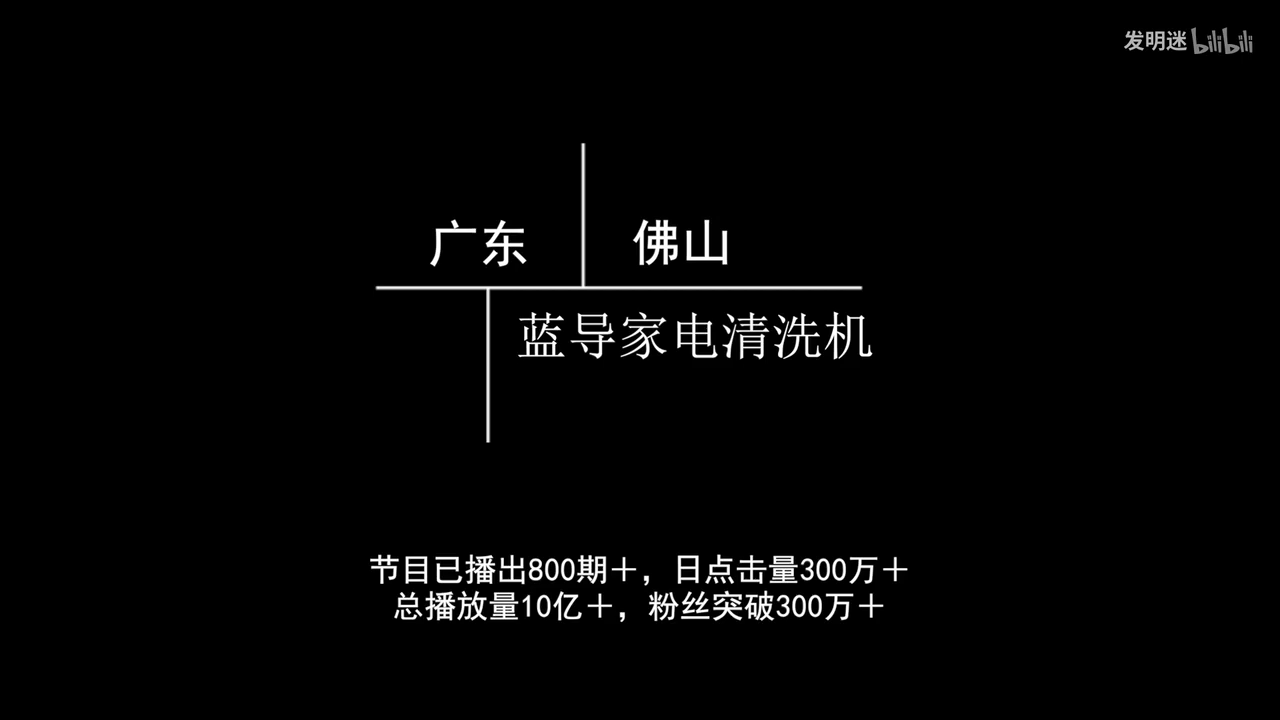 发明迷 bilibili
广东 佛山
蓝导家电清洗机
节目已播出800期＋，日点击量300万＋
总播放量10亿＋，粉丝突破300万＋